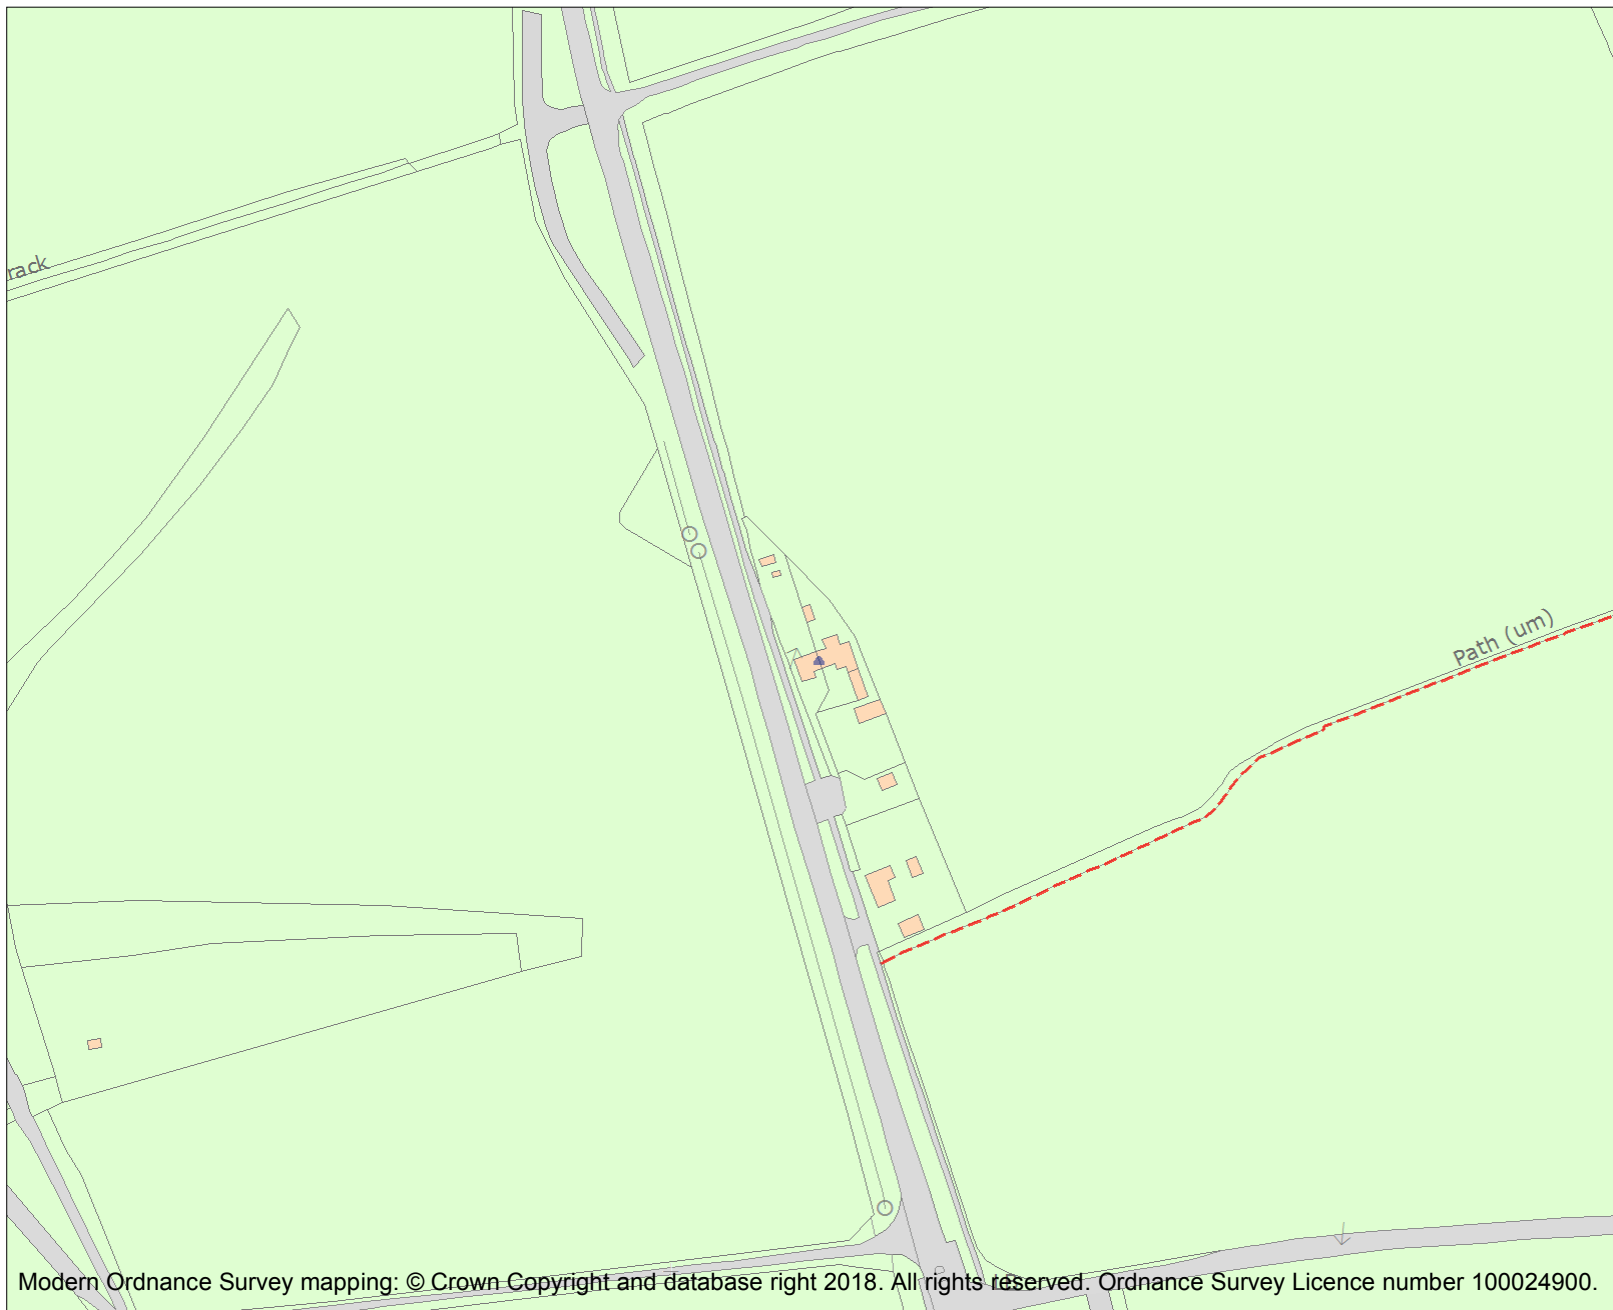 rack
Path (um)
Modern Ordnance Survey mapping: © Crown Copyright and database right 2018. All rights reserved. Ordnance Survey Licence number 100024900.